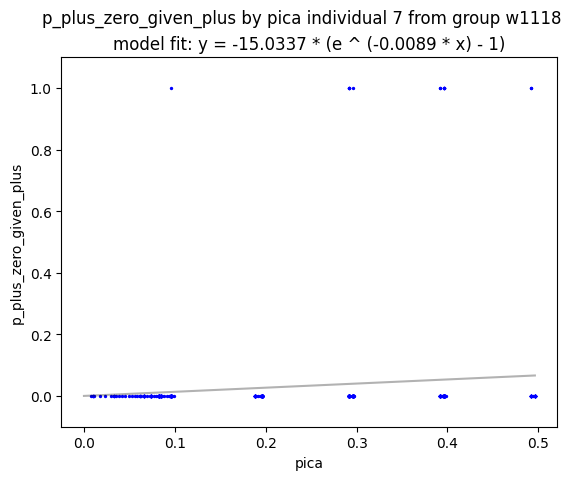 p_plus_zero_given_plus by pica individual 7 from group w1118
model fit: y = -15.0337 * (e ^ (-0.0089 * x) - 1)
p_plus_zero_given_plus
1.0
0.8
0.6
0.4
0.2
0.0
0.0 0.1 0.2 0.3 0.4 0.5
pica